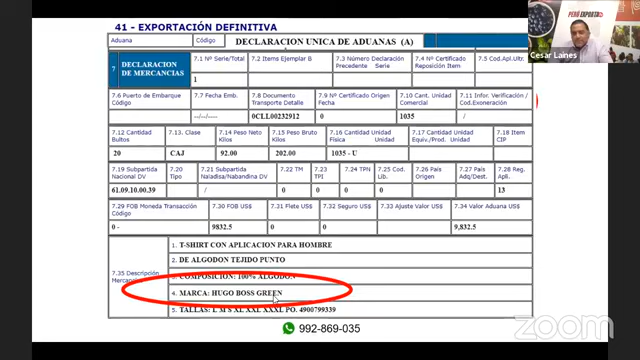 41 - EXPORTACIÓN DEFINITIVA
PERÚ EXPORTA
Cesar Laines
Aduana Código DECLARACION UNICA DE ADUANAS (A)
7 DECLARACION DE MERCANCIAS
7.1 Nº Serie/Total 7.2 Items Ejemplar B 7.3 Número Declaración Precedente Serie 7.4 Nº Certificado Reposición Item 7.5 Cod.Apl.Ultr.
1
7.6 Puerto de Embarque Código 7.7 Fecha Emb. 7.8 Documento Transporte Detalle 7.9 Nº Certificado Origen Fecha 7.10 Cant. Unidad Comercial 7.11 Infor. Verificación / Cod.Exoneración
--/--/---- 0CLL00232912 0 1035 /
7.12 Cantidad Bultos 7.13. Clase 7.14 Peso Neto Kilos 7.15 Peso Bruto Kilos 7.16 Cantidad Unidad Física Unidad 7.17 Cantidad Unidad Equiv./Prod. Unidad 7.18 Item CIP
20 CAJ 92.00 202.00 1035 - U
7.19 Subpartida Nacional DV 7.20 Tipo 7.21 Subpartida Naladisa/Nabandina DV 7.22 TM 7.23 TPI 7.24 TPN 7.25 Cod. Lib. 7.26 País Origen 7.27 País Adq/Dest. 7.28 Reg. Apli.
61.09.10.00.39 / 0 0 0 0 13
7.29 FOB Moneda Transacción Código 7.30 FOB US$ 7.31 Flete US$ 7.32 Seguro US$ 7.33 Ajuste Valor US$ 7.34 Valor Aduana US$
0 - 9832.5 0 0 9,832.5
7.35 Descripción Mercancías
1. T-SHIRT CON APLICACION PARA HOMBRE
2. DE ALGODON TEJIDO PUNTO
3. COMPOSICION: 100% ALGODON
4. MARCA: HUGO BOSS GREEN
5. TALLAS: L M S XL XXL XXXL PO. 4900799339
992-869-035
LIVE
zoom